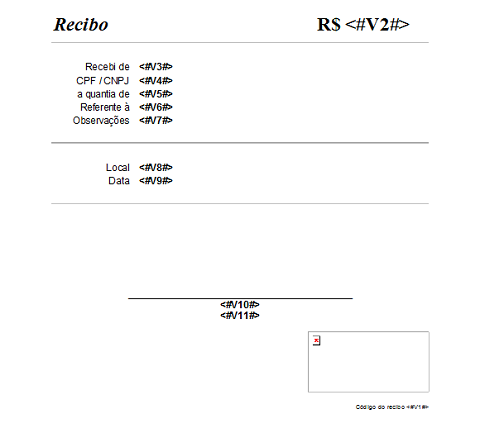 Recibo R$ <#V2#>
Recebi de <#V3#>
CPF / CNPJ <#V4#>
a quantia de <#V5#>
Referente à <#V6#>
Observações <#V7#>
Local <#V8#>
Data <#V9#>
<#V10#>
<#V11#>
Código do recibo <#V1#>